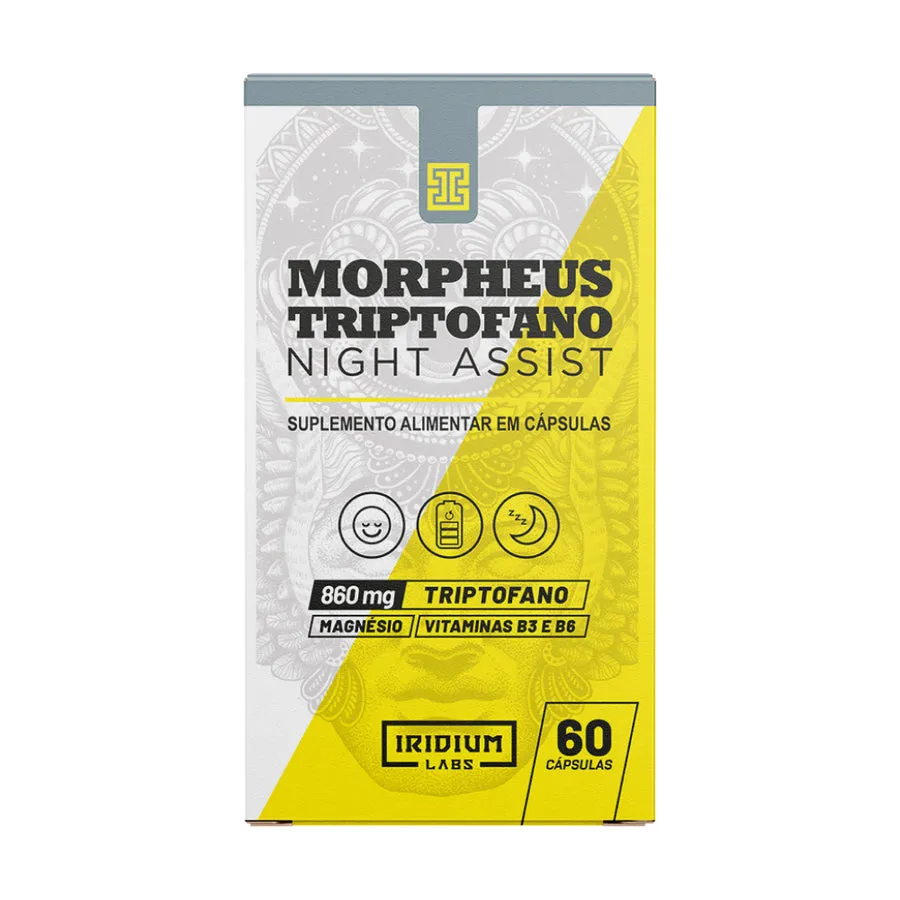 MORPHEUS
TRIPTOFANO
NIGHT ASSIST
SUPLEMENTO ALIMENTAR EM CÁPSULAS
zzz
860 mg TRIPTOFANO
MAGNÉSIO VITAMINAS B3 E B6
IRIDIUM
LABS
60
CÁPSULAS